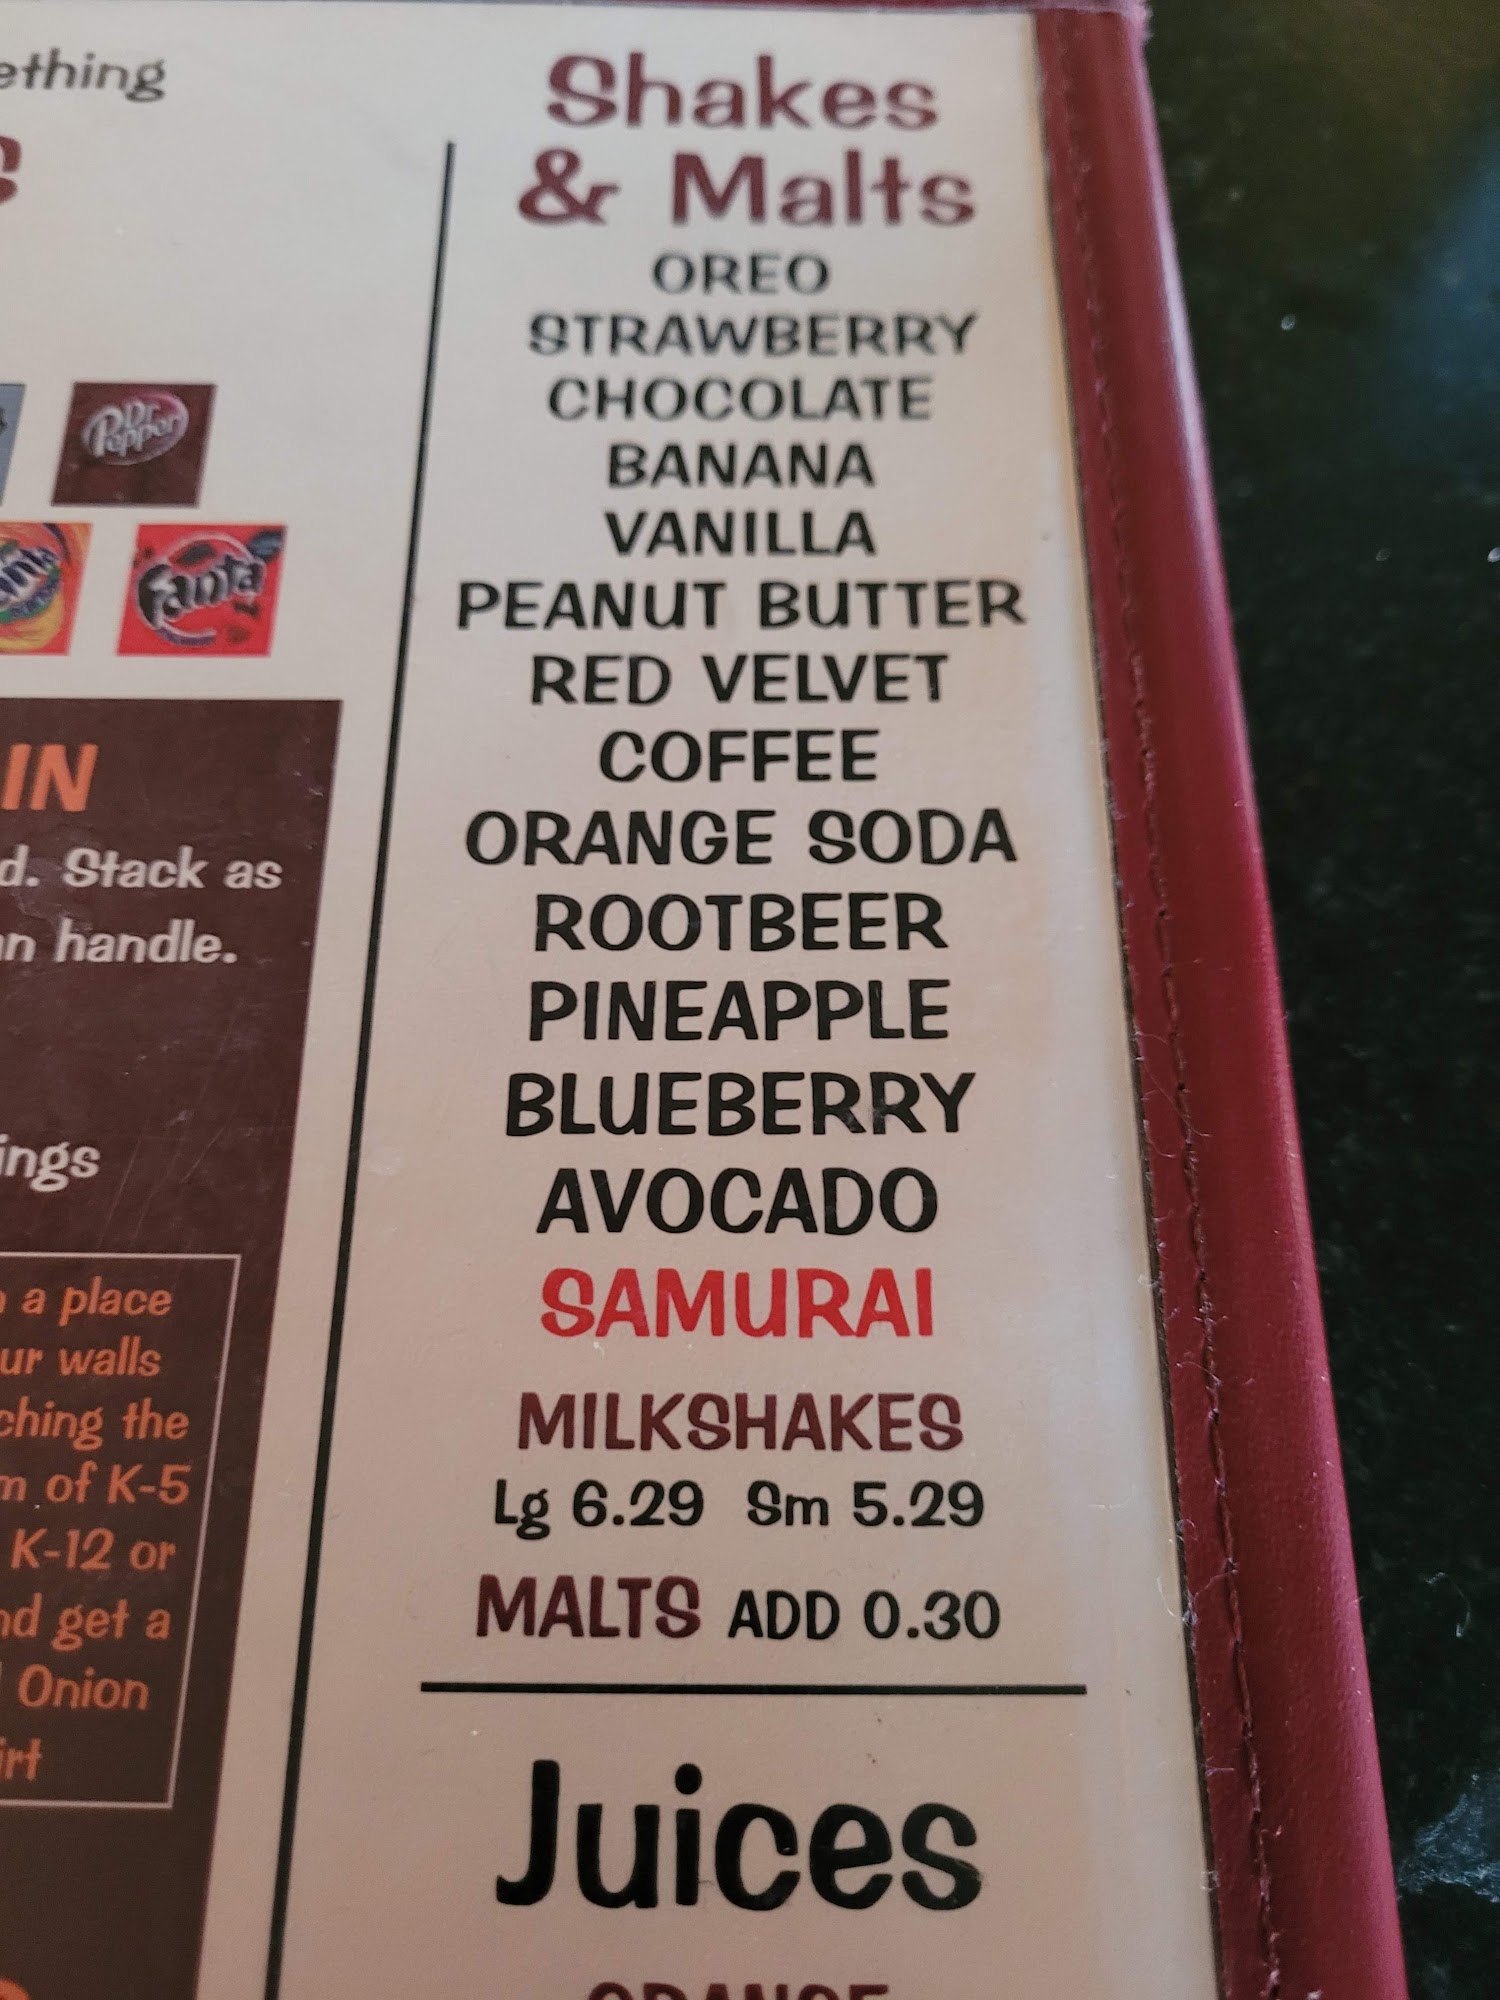 ething
Dr Pepper
Fanta
IN
d. Stack as
an handle.
ings
a place
ur walls
ching the
m of K-5
K-12 or
nd get a
Onion
irt
Shakes
& Malts
OREO
STRAWBERRY
CHOCOLATE
BANANA
VANILLA
PEANUT BUTTER
RED VELVET
COFFEE
ORANGE SODA
ROOTBEER
PINEAPPLE
BLUEBERRY
AVOCADO
SAMURAI
MILKSHAKES
Lg 6.29 Sm 5.29
MALTS ADD 0.30
Juices
ORANGE